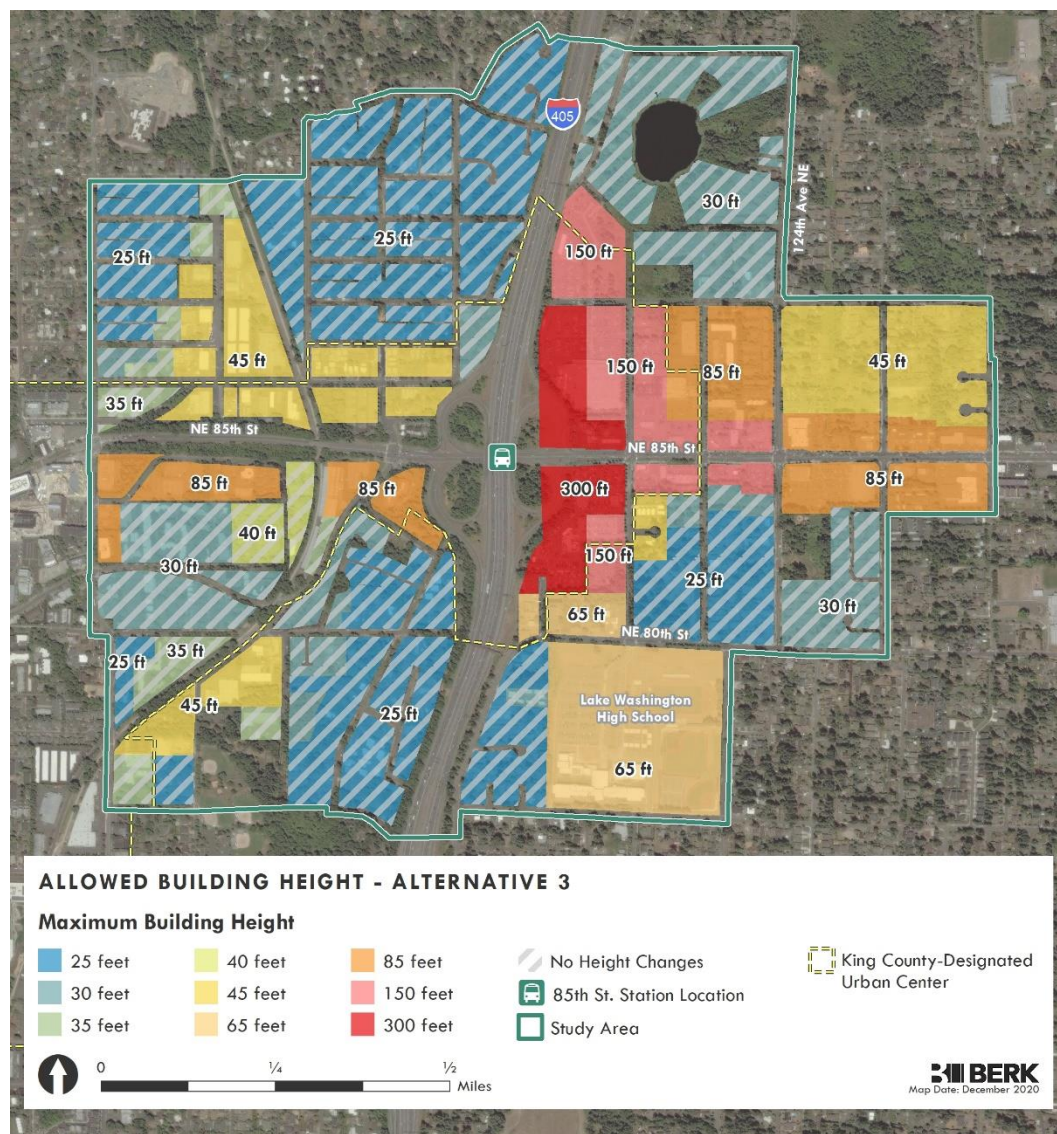 405
124th Ave NE
30 ft
25 ft
25 ft
150 ft
45 ft
150 ft
85 ft
45 ft
35 ft
NE 85th St
NE 85th St
85 ft
85 ft
300 ft
85 ft
40 ft
150 ft
30 ft
25 ft
30 ft
65 ft
NE 80th St
35 ft
25 ft
45 ft
25 ft
Lake Washington
High School
65 ft
ALLOWED BUILDING HEIGHT - ALTERNATIVE 3
Maximum Building Height
25 feet
30 feet
35 feet
40 feet
45 feet
65 feet
85 feet
150 feet
300 feet
No Height Changes
85th St. Station Location
Study Area
King County-Designated
Urban Center
0 ¼ ½
Miles
BERK
Map Date: December 2020